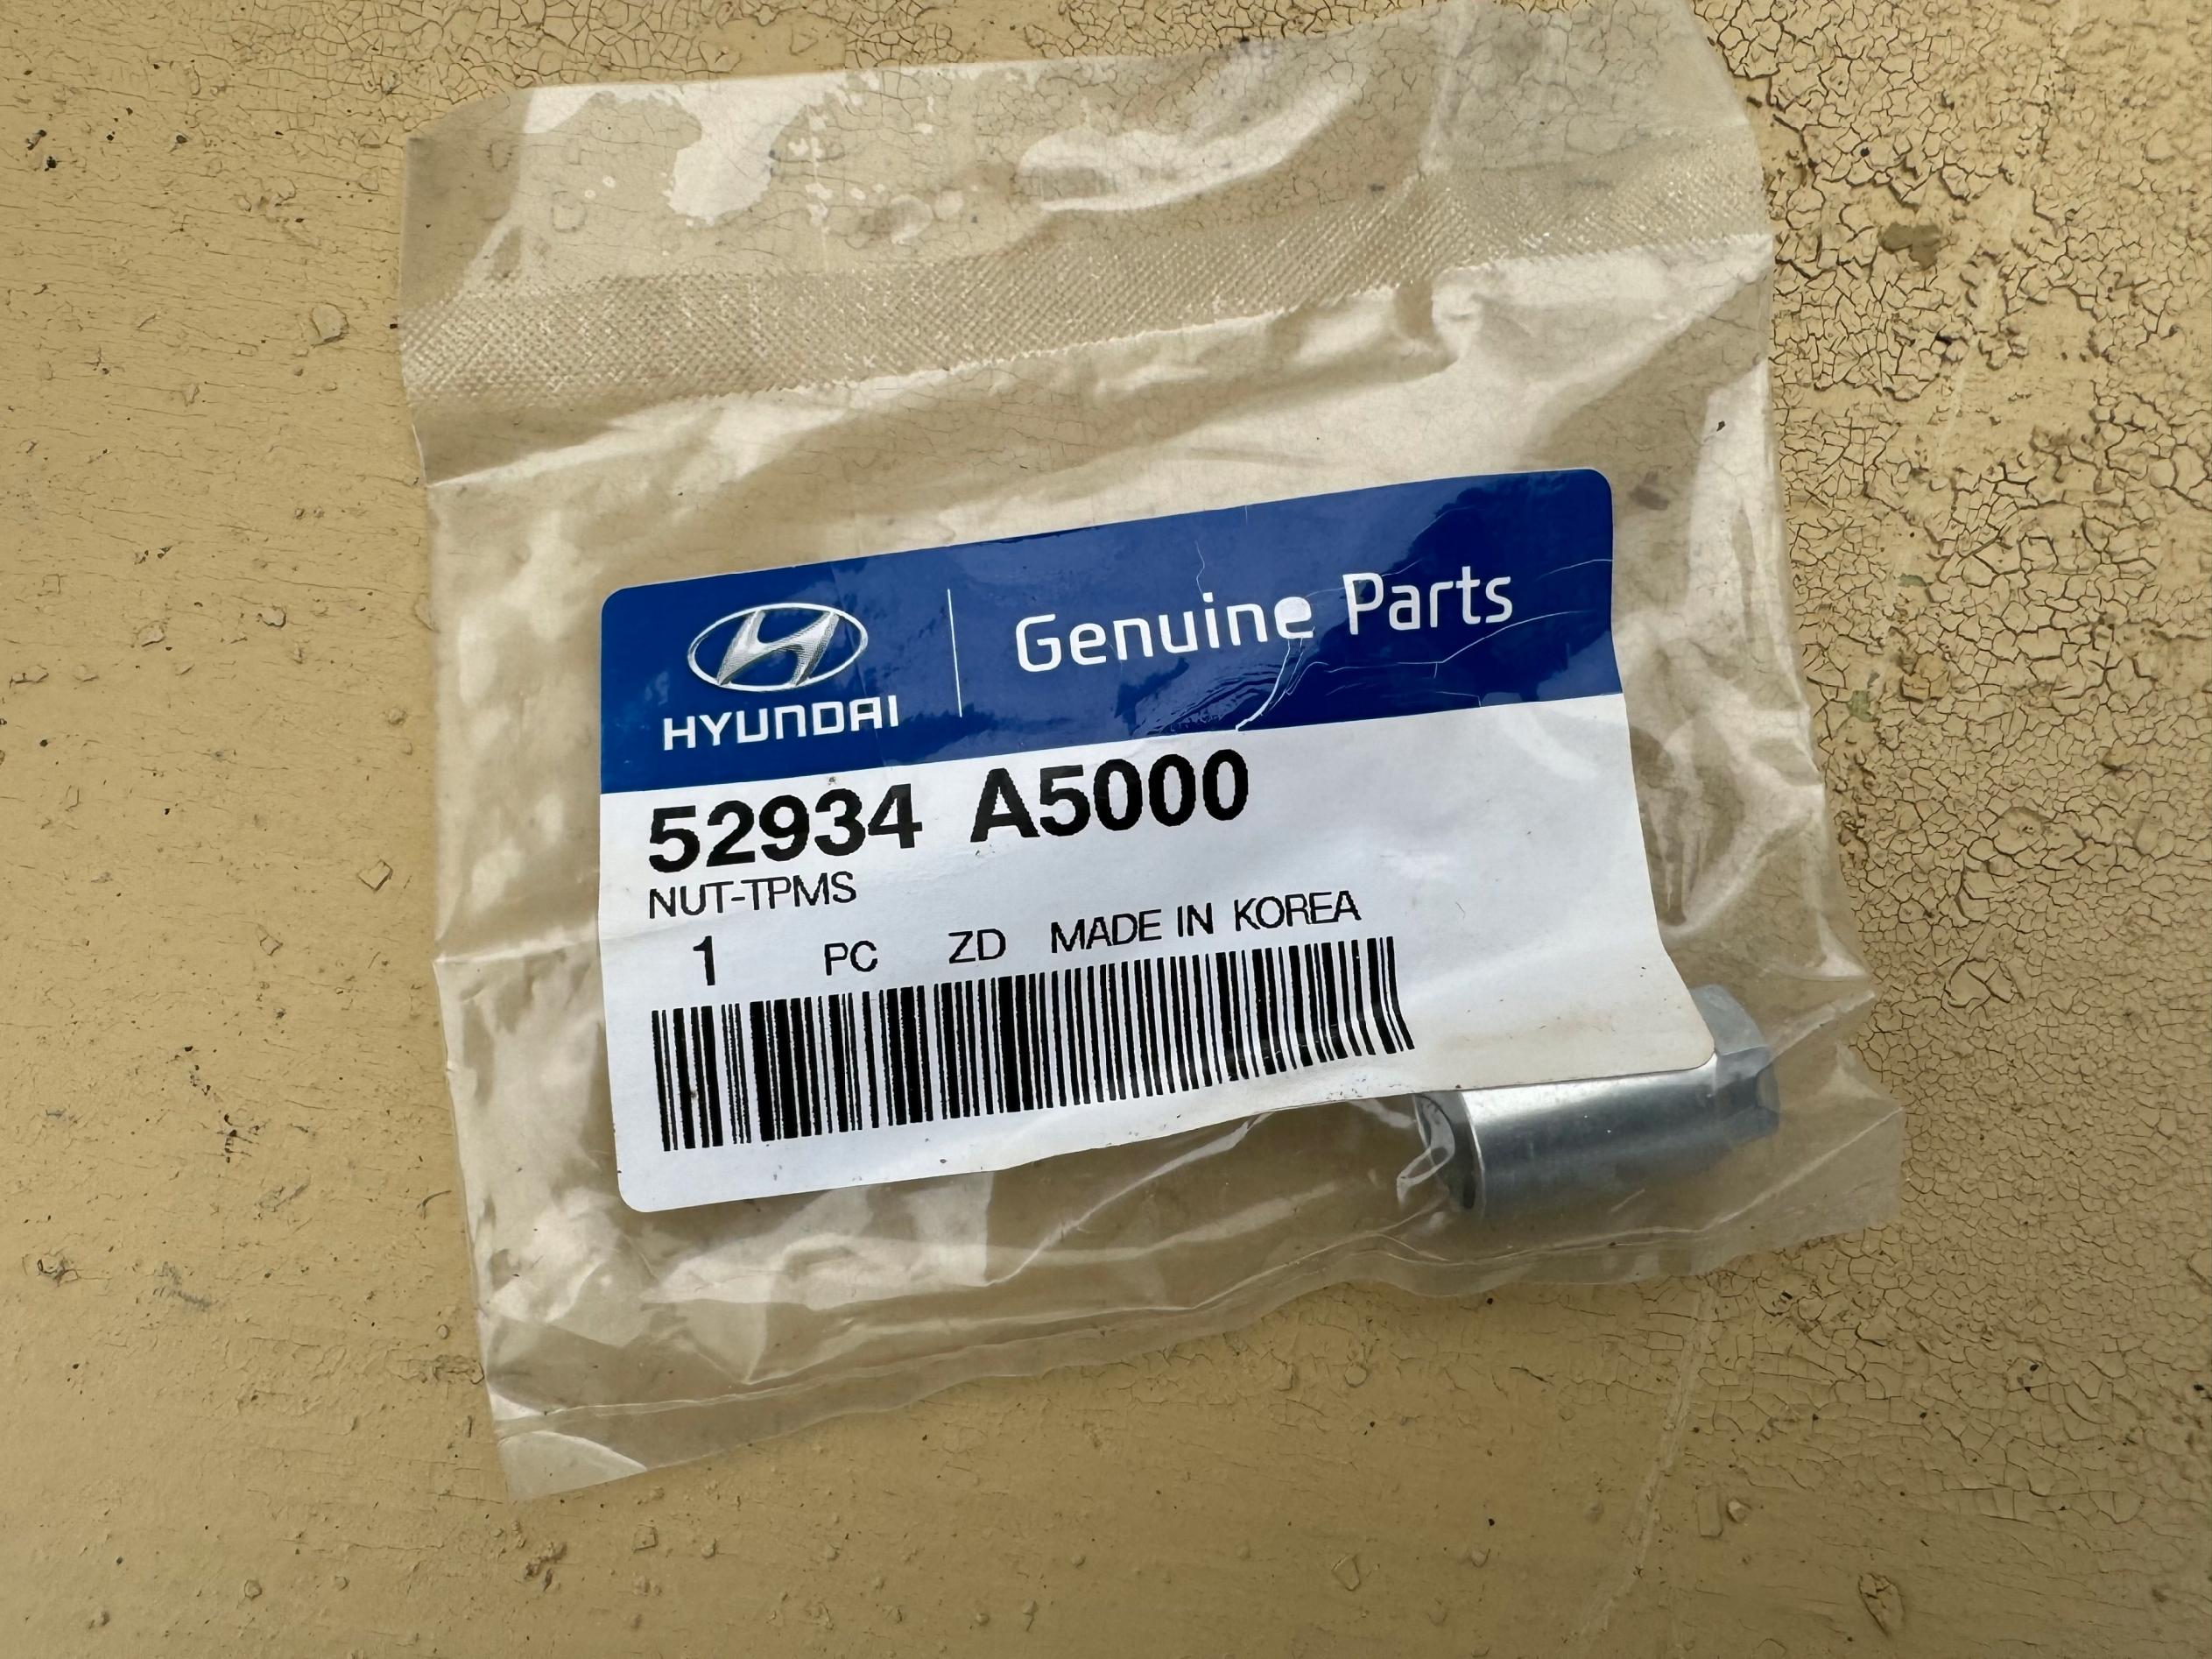 HYUNDAI | Genuine Parts
52934 A5000
NUT-TPMS
1 PC ZD MADE IN KOREA